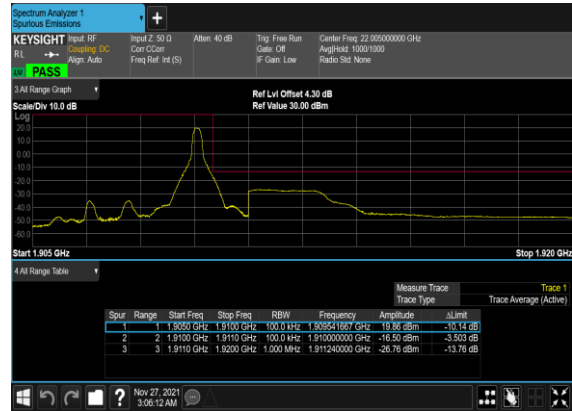 Spectrum Analyzer 1
Spurious Emissions
+
KEYSIGHT Input: RF Input Z: 50 Ω Atten: 40 dB Trig: Free Run Center Freq: 22.005000000 GHz
RL Coupling: DC Corr CCorr Gate: Off Avg|Hold: 1000/1000
Align: Auto Freq Ref: Int (S) IF Gain: Low Radio Std: None
LW PASS
3 All Range Graph
Ref Lvl Offset 4.30 dB
Scale/Div 10.0 dB Ref Value 30.00 dBm
Log
20.0
10.0
0.00
-10.0
-20.0
-30.0
-40.0
-50.0
-60.0
Start 1.905 GHz Stop 1.920 GHz
4 All Range Table
Measure Trace Trace 1
Trace Type Trace Average (Active)
Spur Range Start Freq Stop Freq RBW Frequency Amplitude ΔLimit
1 1 1.9050 GHz 1.9100 GHz 100.0 kHz 1.909541667 GHz 19.86 dBm -10.14 dB
2 2 1.9100 GHz 1.9110 GHz 100.0 kHz 1.910000000 GHz -16.50 dBm -3.503 dB
3 3 1.9110 GHz 1.9200 GHz 1.000 MHz 1.911240000 GHz -26.76 dBm -13.76 dB
? Nov 27, 2021
3:06:12 AM